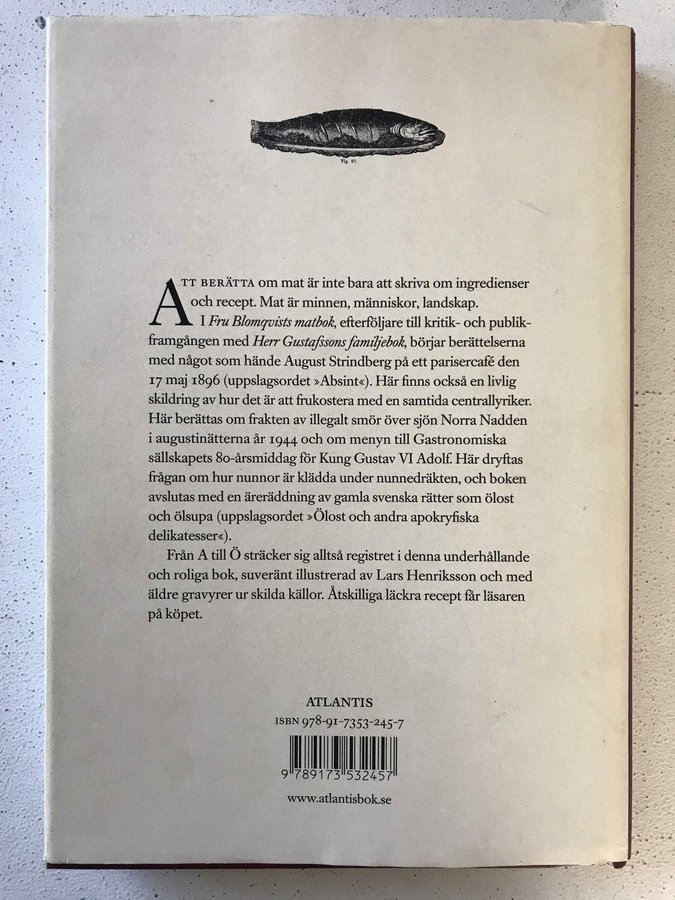 Fig. 67.
ATT BERÄTTA om mat är inte bara att skriva om ingredienser
och recept. Mat är minnen, människor, landskap.
I Fru Blomqvists matbok, efterföljare till kritik- och publik-
framgången med Herr Gustafssons familjebok, börjar berättelserna
med något som hände August Strindberg på ett pariserc­afé den
17 maj 1896 (uppslagsordet »Absint«). Här finns också en livlig
skildring av hur det är att frukostera med en samtida centrallyriker.
Här berättas om frakten av illegalt smör över sjön Norra Nadden
i augustinätterna år 1944 och om menyn till Gastronomiska
sällskapets 80-årsmiddag för Kung Gustav VI Adolf. Här dryftas
frågan om hur nunnor är klädda under nunnedräkten, och boken
avslutas med en äreräddning av gamla svenska rätter som ölost
och ölsupa (uppslagsordet »Ölost och andra apokryfiska
delikatesser«).
Från A till Ö sträcker sig alltså registret i denna underhållande
och roliga bok, suveränt illustrerad av Lars Henriksson och med
äldre gravyrer ur skilda källor. Åtskilliga läckra recept får läsaren
på köpet.
ATLANTIS
ISBN 978-91-7353-245-7
9 789173 532457
www.atlantisbok.se